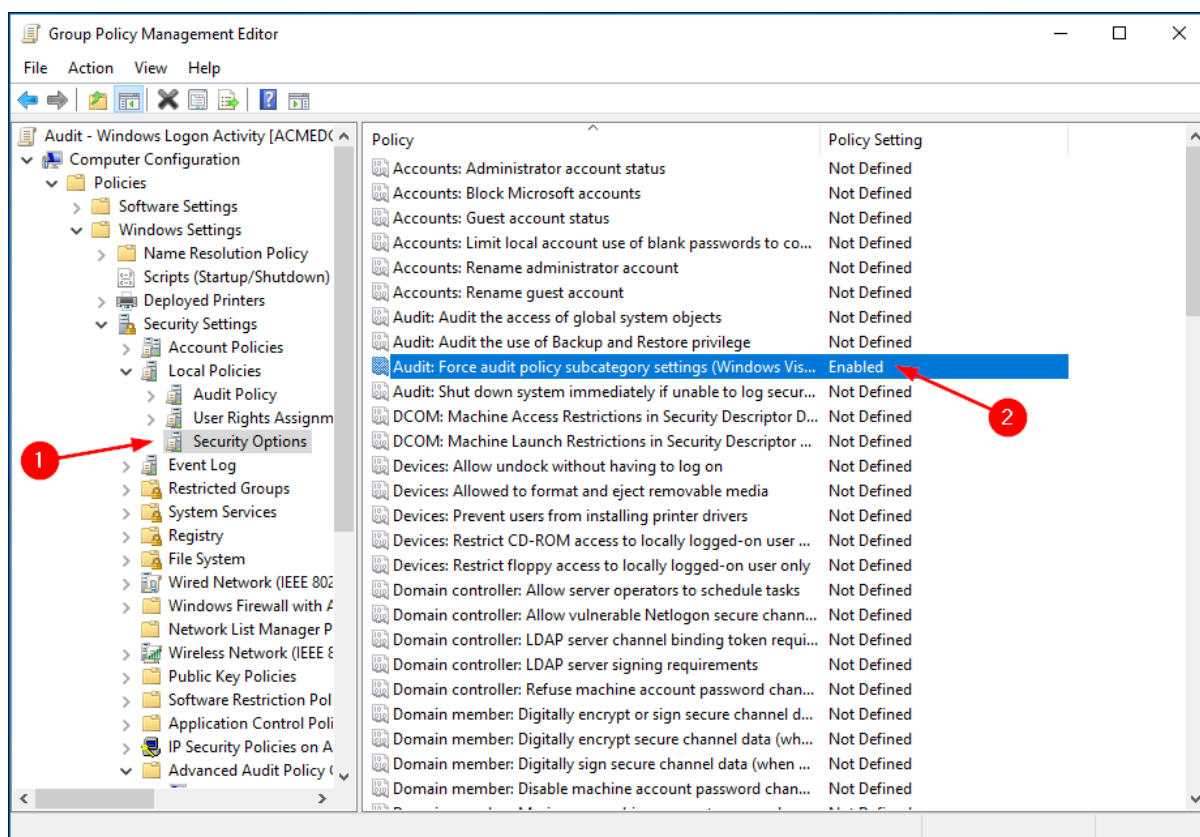 Group Policy Management Editor
File Action View Help
Audit - Windows Logon Activity [ACMEDC
Computer Configuration
Policies
Software Settings
Windows Settings
Name Resolution Policy
Scripts (Startup/Shutdown)
Deployed Printers
Security Settings
Account Policies
Local Policies
Audit Policy
User Rights Assignm
Security Options
Event Log
Restricted Groups
System Services
Registry
File System
Wired Network (IEEE 802
Windows Firewall with A
Network List Manager P
Wireless Network (IEEE 8
Public Key Policies
Software Restriction Pol
Application Control Poli
IP Security Policies on A
Advanced Audit Policy C
1
Policy Policy Setting
Accounts: Administrator account status Not Defined
Accounts: Block Microsoft accounts Not Defined
Accounts: Guest account status Not Defined
Accounts: Limit local account use of blank passwords to co... Not Defined
Accounts: Rename administrator account Not Defined
Accounts: Rename guest account Not Defined
Audit: Audit the access of global system objects Not Defined
Audit: Audit the use of Backup and Restore privilege Not Defined
Audit: Force audit policy subcategory settings (Windows Vis... Enabled
Audit: Shut down system immediately if unable to log secur... Not Defined
DCOM: Machine Access Restrictions in Security Descriptor D... Not Defined
DCOM: Machine Launch Restrictions in Security Descriptor ... Not Defined
Devices: Allow undock without having to log on Not Defined
Devices: Allowed to format and eject removable media Not Defined
Devices: Prevent users from installing printer drivers Not Defined
Devices: Restrict CD-ROM access to locally logged-on user ... Not Defined
Devices: Restrict floppy access to locally logged-on user only Not Defined
Domain controller: Allow server operators to schedule tasks Not Defined
Domain controller: Allow vulnerable Netlogon secure chann... Not Defined
Domain controller: LDAP server channel binding token requi... Not Defined
Domain controller: LDAP server signing requirements Not Defined
Domain controller: Refuse machine account password chan... Not Defined
Domain member: Digitally encrypt or sign secure channel d... Not Defined
Domain member: Digitally encrypt secure channel data (wh... Not Defined
Domain member: Digitally sign secure channel data (when ... Not Defined
Domain member: Disable machine account password chan... Not Defined
2